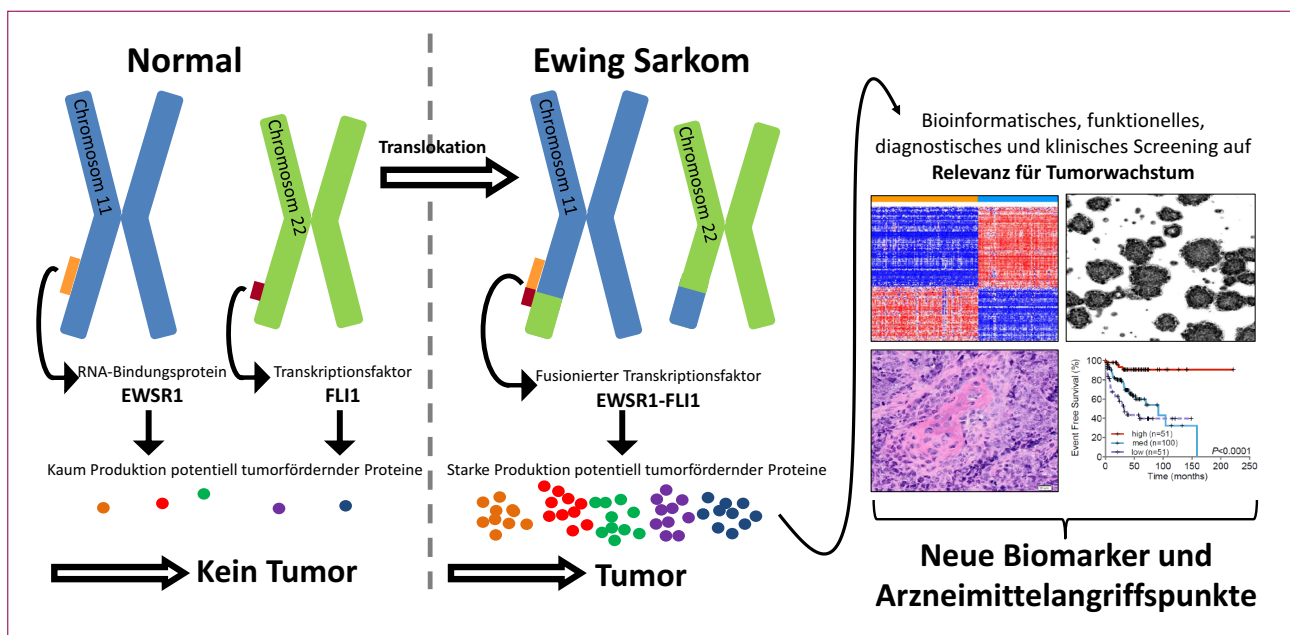 Normal
Chromosom 11
Chromosom 22
RNA-Bindungsprotein
EWSR1
Transkriptionsfaktor
FLI1
Kaum Produktion potentiell tumorfördernder Proteine
Kein Tumor
Translokation
Ewing Sarkom
Chromosom 11
Chromosom 22
Fusionierter Transkriptionsfaktor
EWSR1-FLI1
Starke Produktion potentiell tumorfördernder Proteine
Tumor
Bioinformatisches, funktionelles,
diagnostisches und klinisches Screening auf
Relevanz für Tumorwachstum
Event Free Survival (%)
100
80
60
40
20
0
high (n=51)
med (n=100)
low (n=51)
P<0.0001
0 50 100 150 200 250
Time (months)
Neue Biomarker und
Arzneimittelangriffspunkte